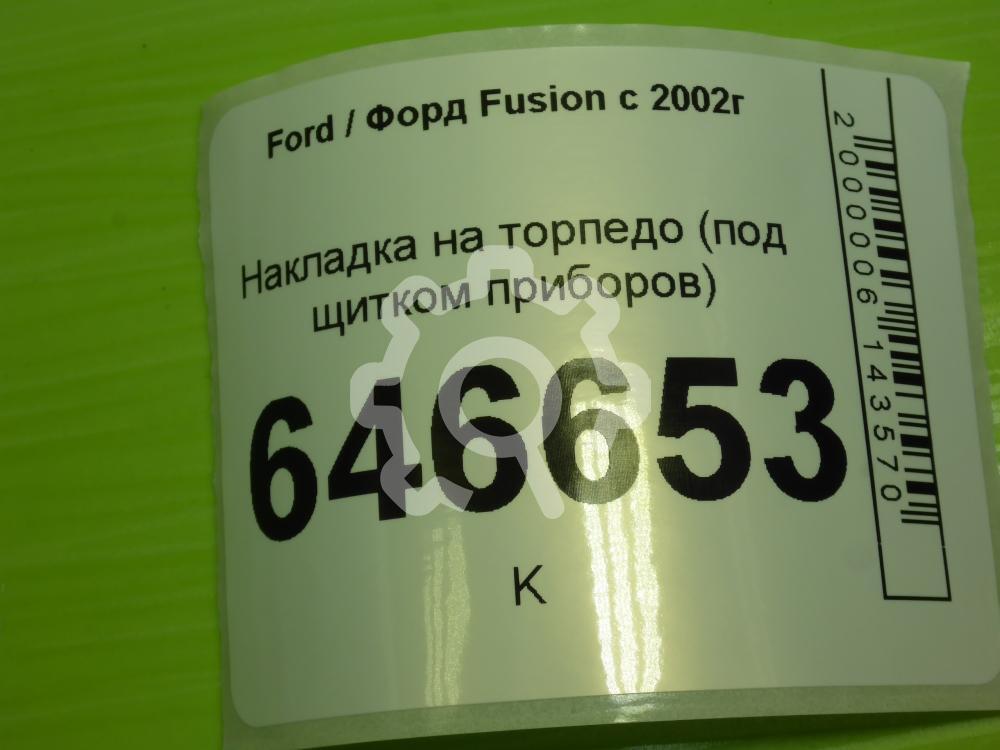 Ford / Форд Fusion с 2002г
Накладка на торпедо (под
щитком приборов)
646653
К
2000006143570